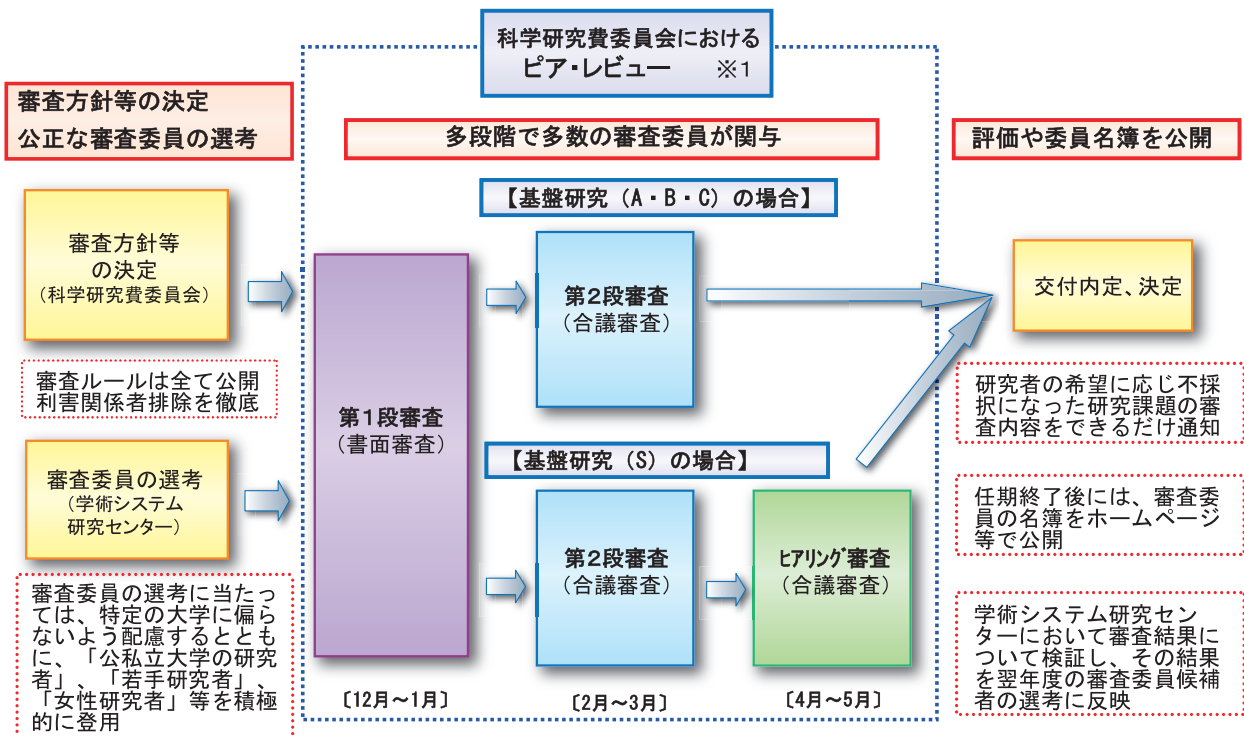 科学研究費委員会における
ピア・レビュー　※1
審査方針等の決定
公正な審査委員の選考
多段階で多数の審査委員が関与
評価や委員名簿を公開
審査方針等
の決定
(科学研究費委員会)
審査ルールは全て公開
利害関係者排除を徹底
審査委員の選考
(学術システム
研究センター)
審査委員の選考に当たっ
ては、特定の大学に偏ら
ないよう配慮するととも
に、「公私立大学の研究
者」、「若手研究者」、
「女性研究者」等を積極
的に登用
第1段審査
(書面審査)
〔12月～1月〕
【基盤研究（A・B・C）の場合】
第2段審査
(合議審査)
【基盤研究（S）の場合】
第2段審査
(合議審査)
〔2月～3月〕
ヒアリング審査
(合議審査)
〔4月～5月〕
交付内定、決定
研究者の希望に応じ不採
択になった研究課題の審
査内容をできるだけ通知
任期終了後には、審査委
員の名簿をホームページ
等で公開
学術システム研究セン
ターにおいて審査結果に
ついて検証し、その結果
を翌年度の審査委員候補
者の選考に反映